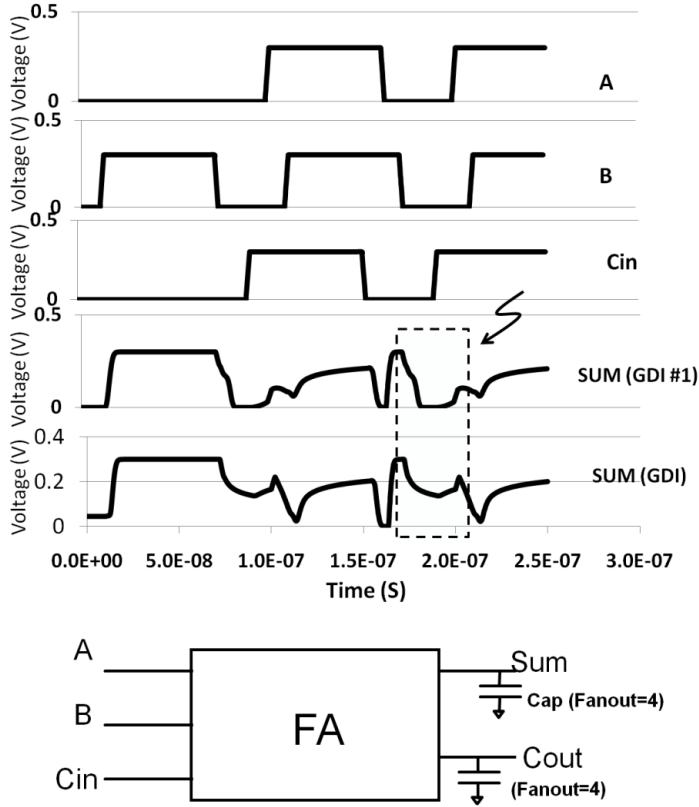 Voltage (V)
0.5
0
A
Voltage (V)
0.5
0
B
Voltage (V)
0.5
0
Cin
Voltage (V)
0.5
0
SUM (GDI #1)
Voltage (V)
0.4
0.2
0
SUM (GDI)
0.0E+00 5.0E-08 1.0E-07 1.5E-07 2.0E-07 2.5E-07 3.0E-07
Time (S)
A
B
Cin
FA
Sum
Cap (Fanout=4)
Cout
(Fanout=4)